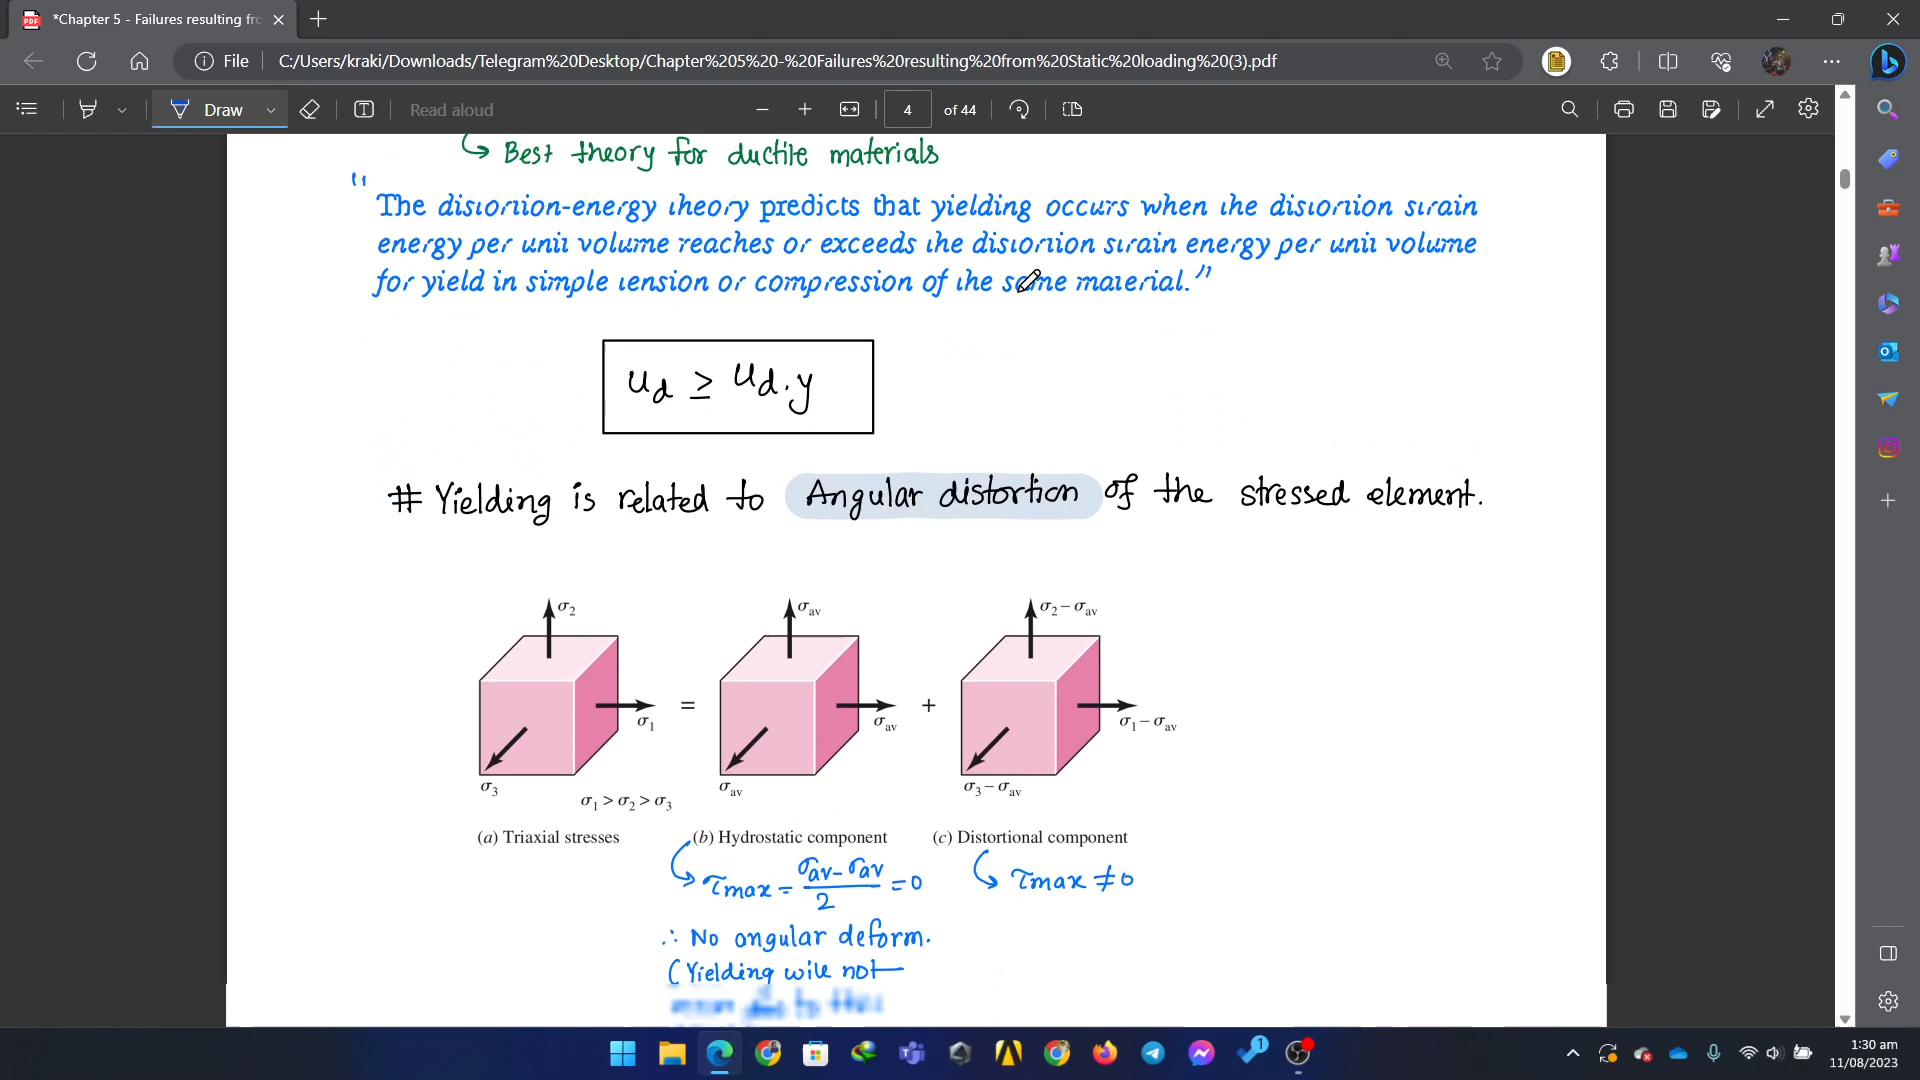 *Chapter 5 - Failures resulting fro
File
C:/Users/kraki/Downloads/Telegram%20Desktop/Chapter%205%20-%20Failures%20resulting%20from%20Static%20loading%20(3).pdf
Draw
Read aloud
4 of 44
Best theory for ductile materials
"The distortion-energy theory predicts that yielding occurs when the distortion strain
energy per unit volume reaches or exceeds the distortion strain energy per unit volume
for yield in simple tension or compression of the same material."
ud ≥ ud.y
# Yielding is related to Angular distortion of the stressed element.
σ2 σav σ2 − σav
σ1 = σav + σ1 − σav
σ3 σav σ3 − σav
σ1 > σ2 > σ3
(a) Triaxial stresses (b) Hydrostatic component (c) Distortional component
τmax = σav - σav / 2 = 0 τmax ≠ 0
∴ No angular deform.
(Yielding will not
1
1:30 am
11/08/2023